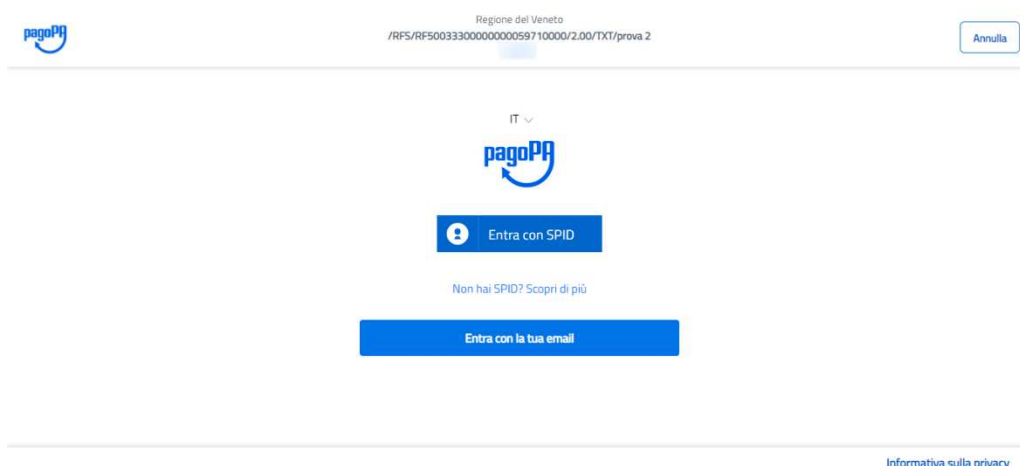 pagoPA
Regione del Veneto
/RFS/RF50033300000000059710000/2.00/TXT/prova 2
Annulla
IT
pagoPA
Entra con SPID
Non hai SPID? Scopri di più
Entra con la tua email
Informativa sulla privacy